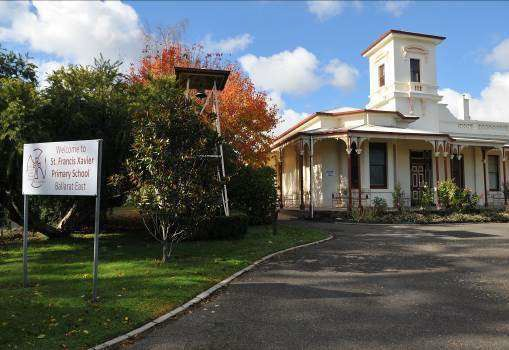 Welcome to
St. Francis Xavier
Primary School
Ballarat East